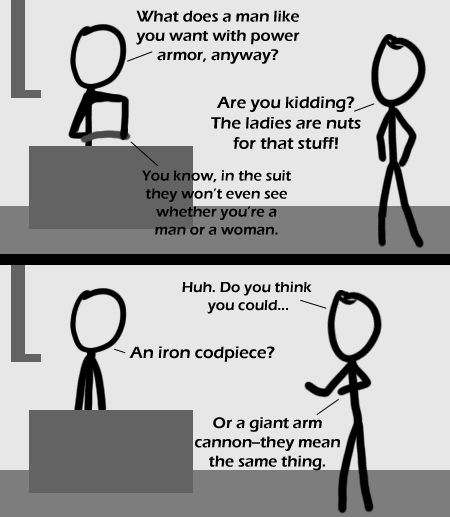 What does a man like
you want with power
armor, anyway?
Are you kidding?
The ladies are nuts
for that stuff!
You know, in the suit
they won't even see
whether you're a
man or a woman.
Huh. Do you think
you could...
An iron codpiece?
Or a giant arm
cannon–they mean
the same thing.